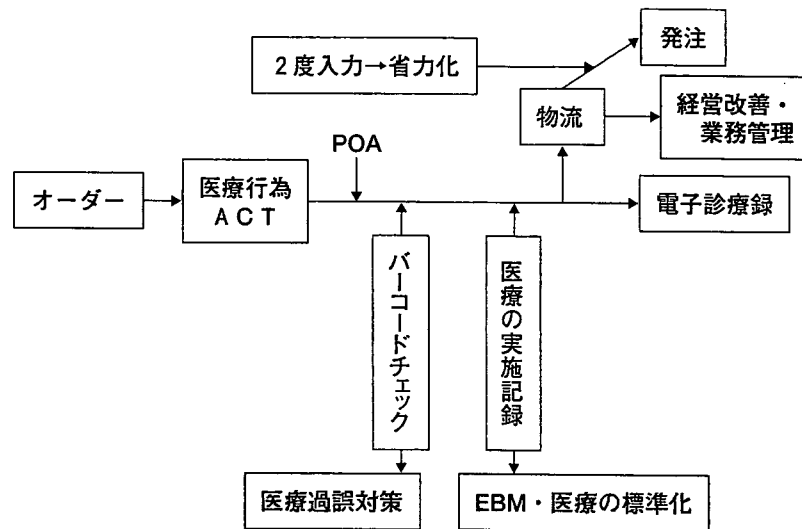 発注
2度入力→省力化
物流
経営改善・
業務管理
POA
オーダー
医療行為
ACT
電子診療録
バーコードチェック
医療の実施記録
医療過誤対策
EBM・医療の標準化